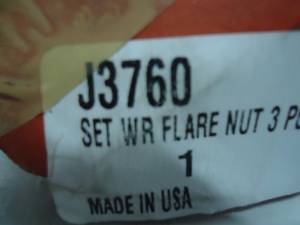 J3760
SET WR FLARE NUT 3
1
MADE IN USA